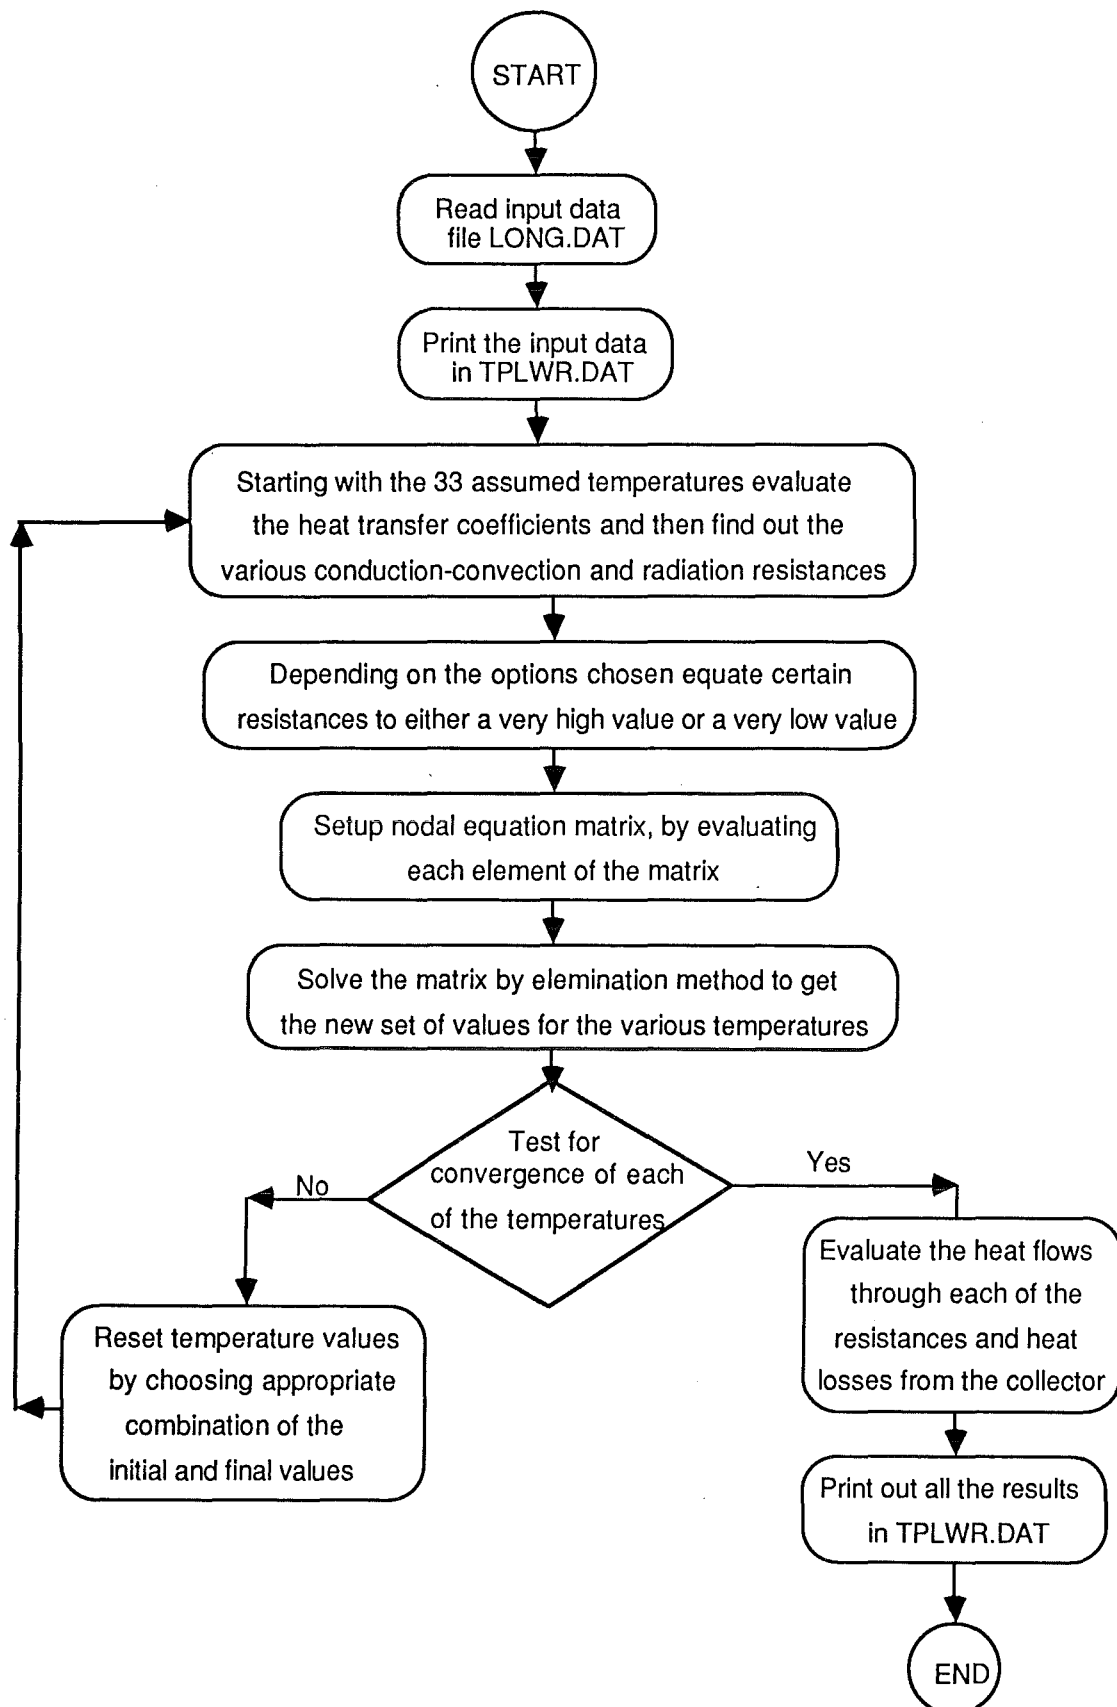 START
Read input data
file LONG.DAT
Print the input data
in TPLWR.DAT
Starting with the 33 assumed temperatures evaluate
the heat transfer coefficients and then find out the
various conduction-convection and radiation resistances
Depending on the options chosen equate certain
resistances to either a very high value or a very low value
Setup nodal equation matrix, by evaluating
each element of the matrix
Solve the matrix by elemination method to get
the new set of values for the various temperatures
Test for
convergence of each
of the temperatures
No
Yes
Reset temperature values
by choosing appropriate
combination of the
initial and final values
Evaluate the heat flows
through each of the
resistances and heat
losses from the collector
Print out all the results
in TPLWR.DAT
END